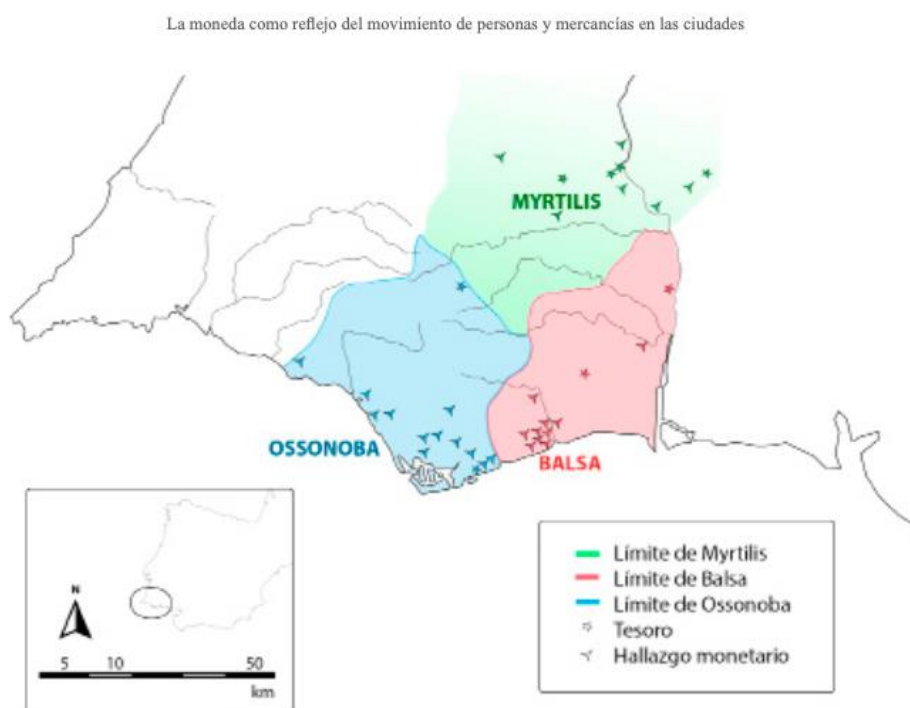 La moneda como reflejo del movimiento de personas y mercancías en las ciudades
MYRTILIS
OSSONOBA
BALSA
N
5 10 50
km
Límite de Myrtilis
Límite de Balsa
Límite de Ossonoba
Tesoro
Hallazgo monetario